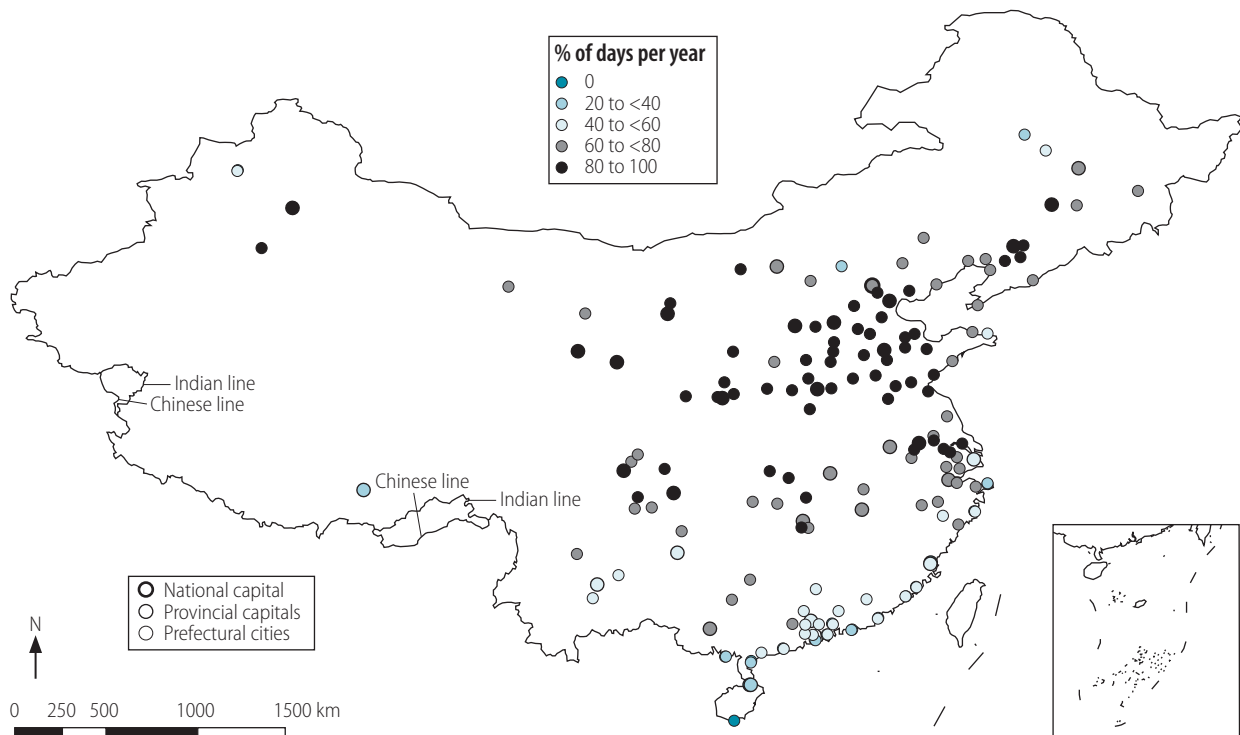 % of days per year
0
20 to <40
40 to <60
60 to <80
80 to 100
Indian line
Chinese line
Chinese line
Indian line
National capital
Provincial capitals
Prefectural cities
N
0 250 500 1000 1500 km